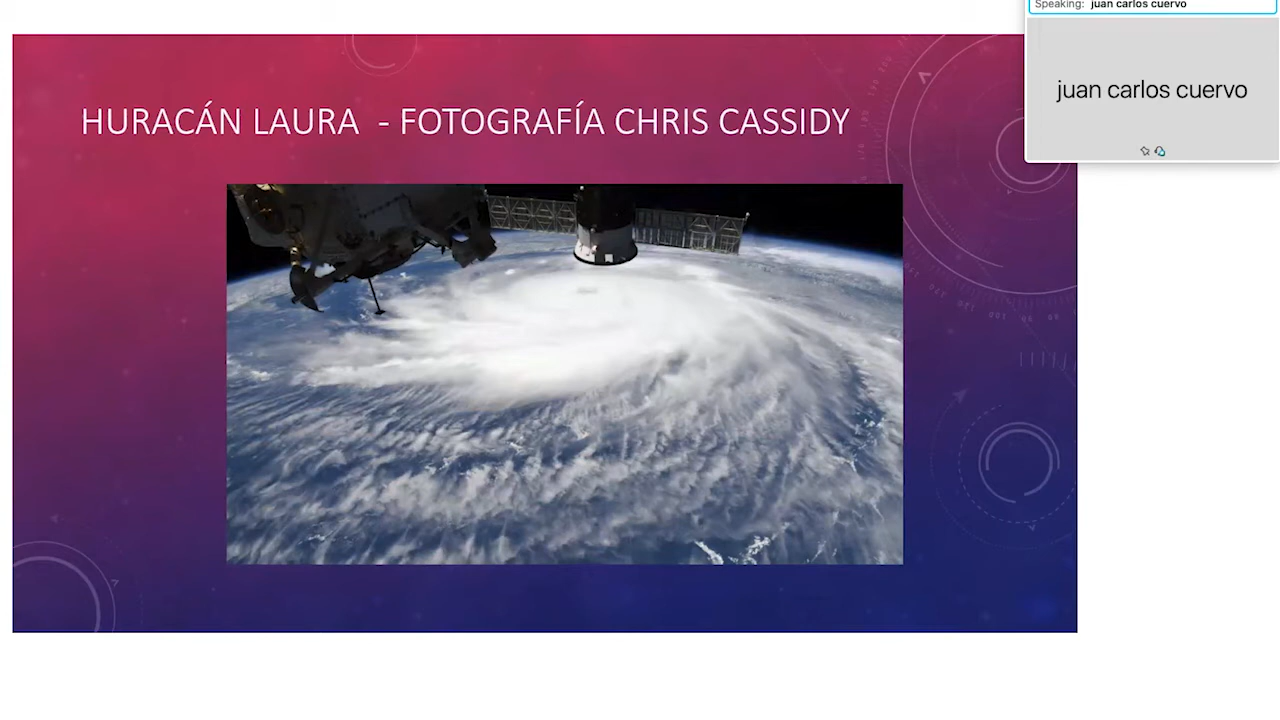 Speaking: juan carlos cuervo
juan carlos cuervo
HURACÁN LAURA - FOTOGRAFÍA CHRIS CASSIDY